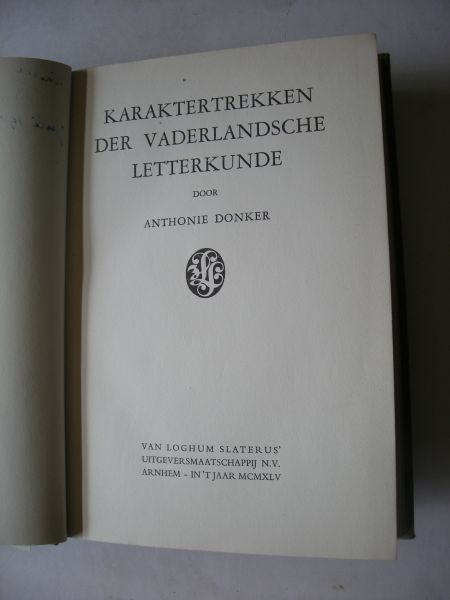 KARAKTERTREKKEN
DER VADERLANDSCHE
LETTERKUNDE
DOOR
ANTHONIE DONKER
VAN LOGHUM SLATERUS'
UITGEVERSMAATSCHAPPIJ N.V.
ARNHEM - IN 'T JAAR MCMXLV